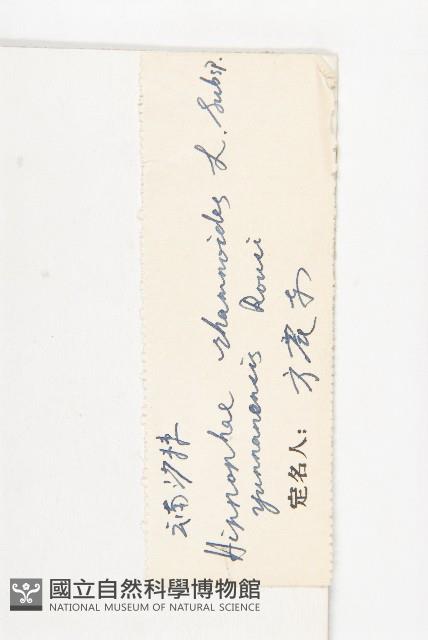 云南沙棘
Hippophae rhamnoides L. Subsp.
yunnanensis Rousi
定名人：方震东
國立自然科學博物館
NATIONAL MUSEUM OF NATURAL SCIENCE